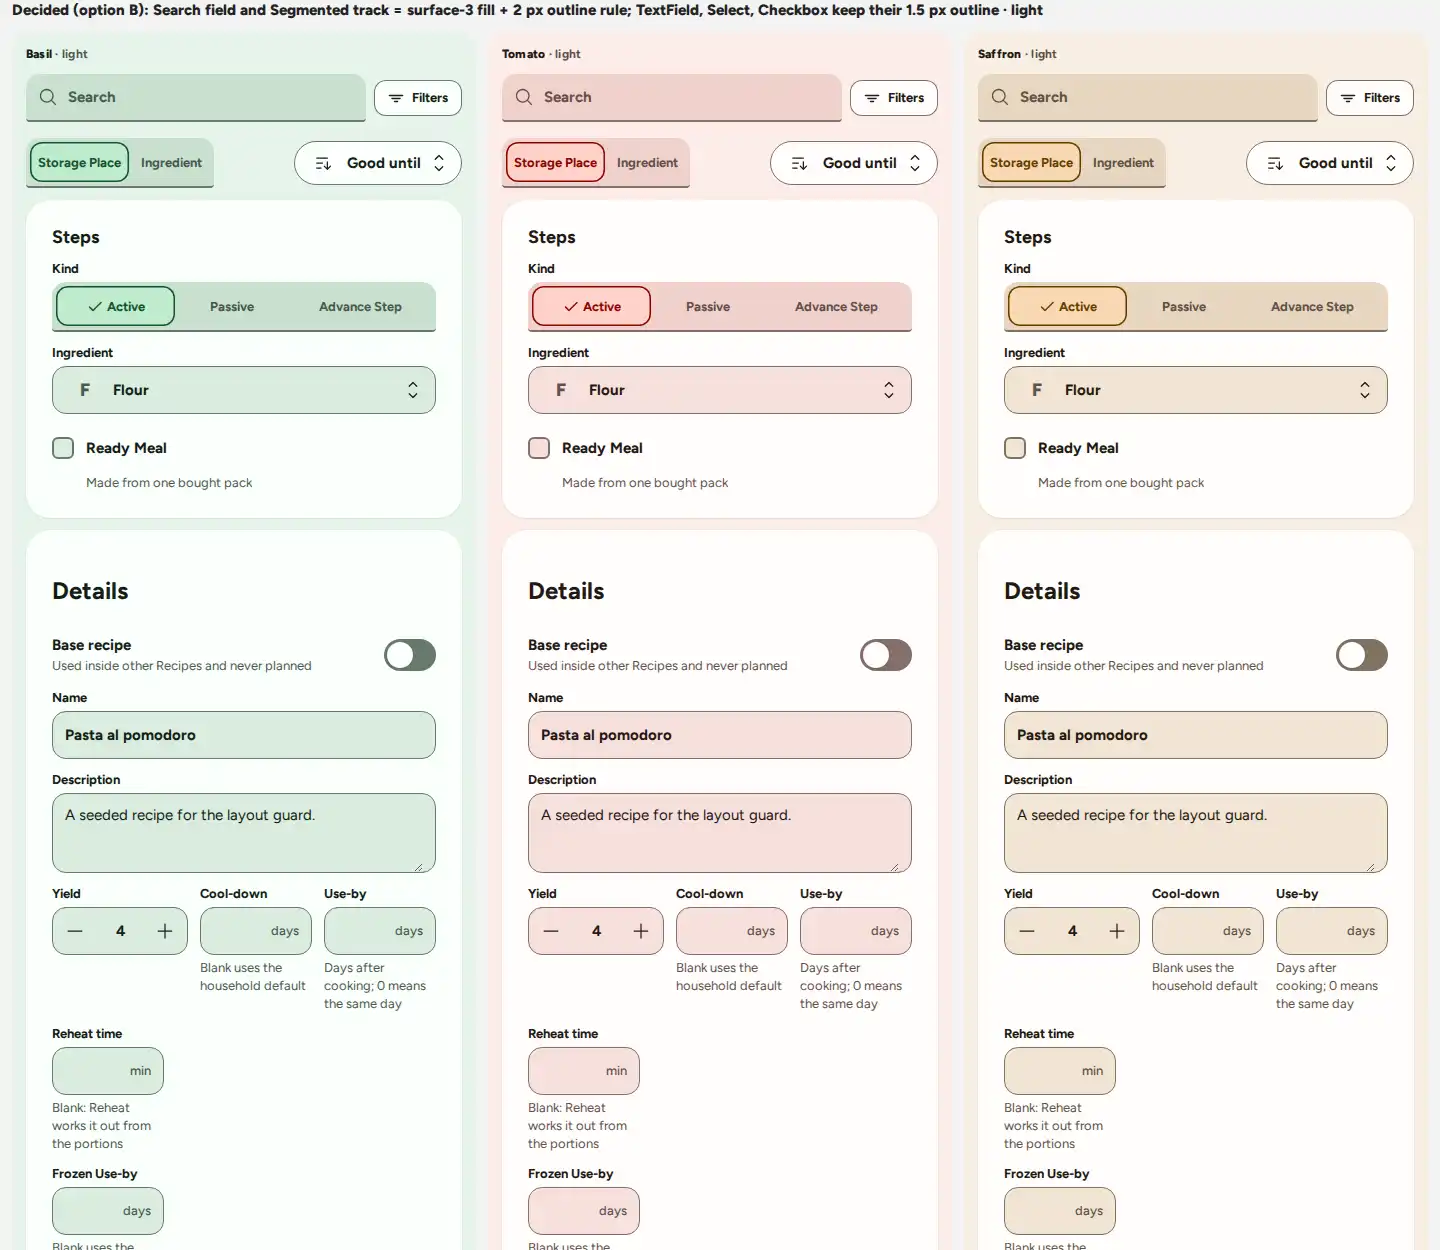 Decided (option B): Search field and Segmented track = surface-3 fill + 2 px outline rule; TextField, Select, Checkbox keep their 1.5 px outline · light
Basil · light
Search
Filters
Storage Place
Ingredient
Good until
Steps
Kind
Active
Passive
Advance Step
Ingredient
F
Flour
Ready Meal
Made from one bought pack
Details
Base recipe
Used inside other Recipes and never planned
Name
Pasta al pomodoro
Description
A seeded recipe for the layout guard.
Yield
Cool-down
Use-by
4
days
days
Blank uses the
household default
Days after
cooking; 0 means
the same day
Reheat time
min
Blank: Reheat
works it out from
the portions
Frozen Use-by
days
Blank uses the
Tomato · light
Search
Filters
Storage Place
Ingredient
Good until
Steps
Kind
Active
Passive
Advance Step
Ingredient
F
Flour
Ready Meal
Made from one bought pack
Details
Base recipe
Used inside other Recipes and never planned
Name
Pasta al pomodoro
Description
A seeded recipe for the layout guard.
Yield
Cool-down
Use-by
4
days
days
Blank uses the
household default
Days after
cooking; 0 means
the same day
Reheat time
min
Blank: Reheat
works it out from
the portions
Frozen Use-by
days
Blank uses the
Saffron · light
Search
Filters
Storage Place
Ingredient
Good until
Steps
Kind
Active
Passive
Advance Step
Ingredient
F
Flour
Ready Meal
Made from one bought pack
Details
Base recipe
Used inside other Recipes and never planned
Name
Pasta al pomodoro
Description
A seeded recipe for the layout guard.
Yield
Cool-down
Use-by
4
days
days
Blank uses the
household default
Days after
cooking; 0 means
the same day
Reheat time
min
Blank: Reheat
works it out from
the portions
Frozen Use-by
days
Blank uses the